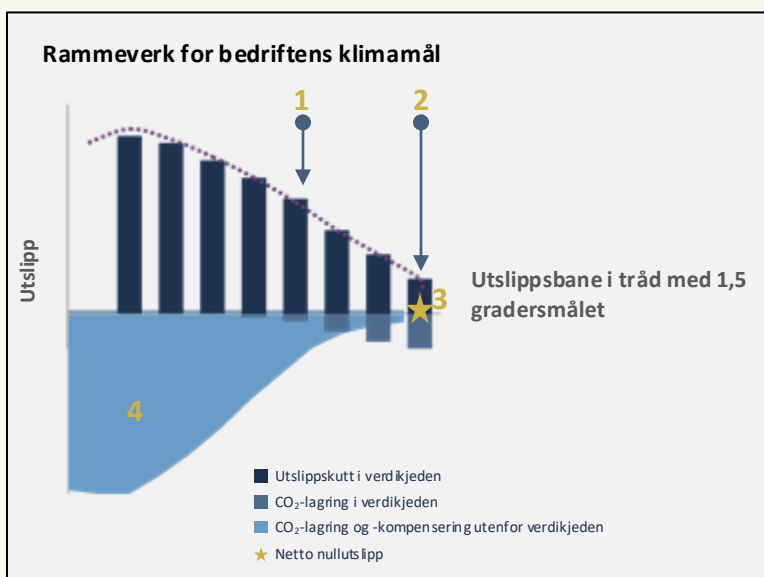 Rammeverk for bedriftens klimamål
1
2
Utslipp
3
Utslippsbane i tråd med 1,5
gradersmålet
4
Utslippskutt i verdikjeden
CO₂-lagring i verdikjeden
CO₂-lagring og -kompensering utenfor verdikjeden
Netto nullutslipp